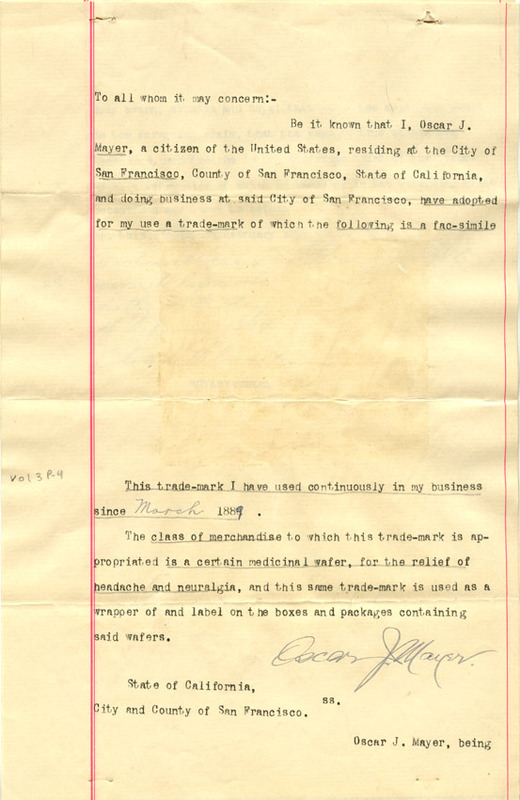 To all whom it may concern:-
Be it known that I, Oscar J.
Mayer, a citizen of the United States, residing at the City of
San Francisco, County of San Francisco, State of California,
and doing business at said City of San Francisco, have adopted
for my use a trade-mark of which the following is a fac-simile
Vol 3 P-4
This trade-mark I have used continuously in my business
since March 1889 .
The class of merchandise to which this trade-mark is ap-
propriated is a certain medicinal wafer, for the relief of
headache and neuralgia, and this same trade-mark is used as a
wrapper of and label on the boxes and packages containing
said wafers.
Oscar J. Mayer.
State of California,
ss.
City and County of San Francisco.
Oscar J. Mayer, being